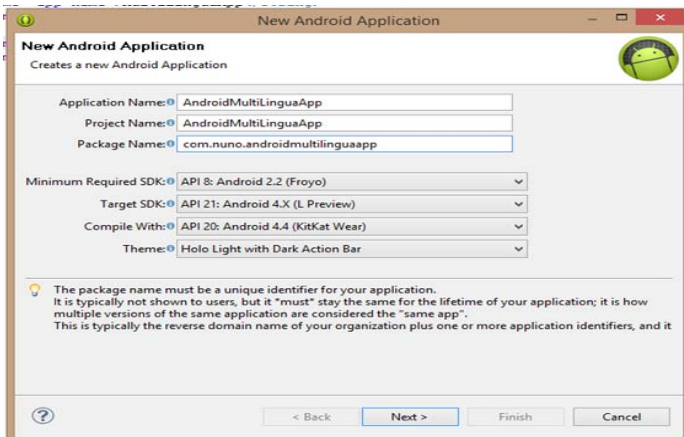 New Android Application
New Android Application
Creates a new Android Application
Application Name: AndroidMultiLinguaApp
Project Name: AndroidMultiLinguaApp
Package Name: com.nuno.androidmultilinguaapp
Minimum Required SDK: API 8: Android 2.2 (Froyo)
Target SDK: API 21: Android 4.X (L Preview)
Compile With: API 20: Android 4.4 (KitKat Wear)
Theme: Holo Light with Dark Action Bar
The package name must be a unique identifier for your application.
It is typically not shown to users, but it *must* stay the same for the lifetime of your application; it is how
multiple versions of the same application are considered the "same app".
This is typically the reverse domain name of your organization plus one or more application identifiers, and it
? < Back Next > Finish Cancel